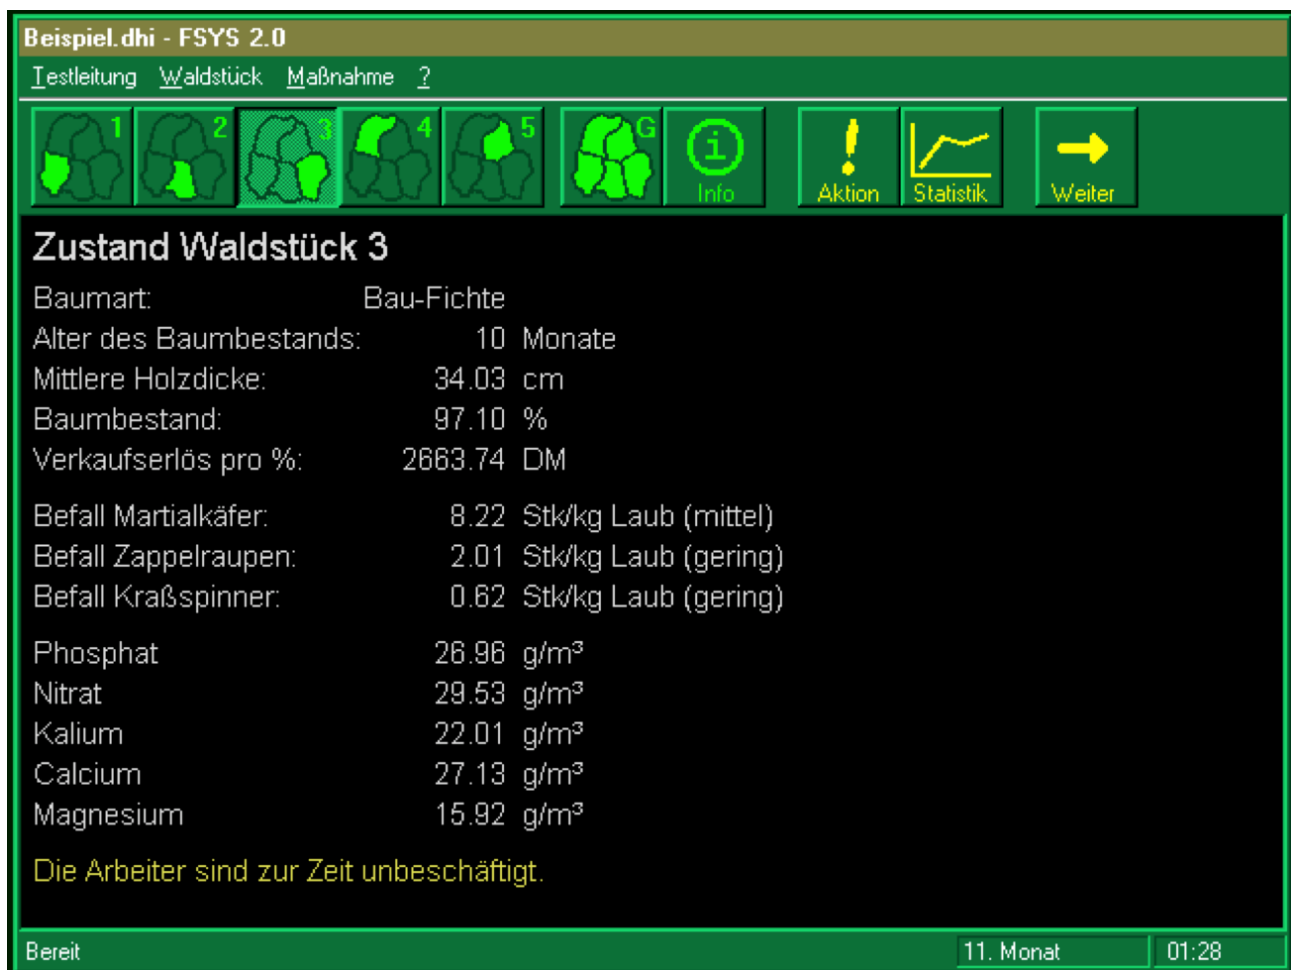 Beispiel.dhi - FSYS 2.0
Testleitung Waldstück Maßnahme ?
1 2 3 4 5 G i
Info Aktion Statistik Weiter
Zustand Waldstück 3
Baumart: Bau-Fichte
Alter des Baumbestands: 10 Monate
Mittlere Holzdicke: 34.03 cm
Baumbestand: 97.10 %
Verkaufserlös pro %: 2663.74 DM
Befall Martialkäfer: 8.22 Stk/kg Laub (mittel)
Befall Zappelraupen: 2.01 Stk/kg Laub (gering)
Befall Kraßspinner: 0.62 Stk/kg Laub (gering)
Phosphat 26.96 g/m³
Nitrat 29.53 g/m³
Kalium 22.01 g/m³
Calcium 27.13 g/m³
Magnesium 15.92 g/m³
Die Arbeiter sind zur Zeit unbeschäftigt.
Bereit 11. Monat 01:28